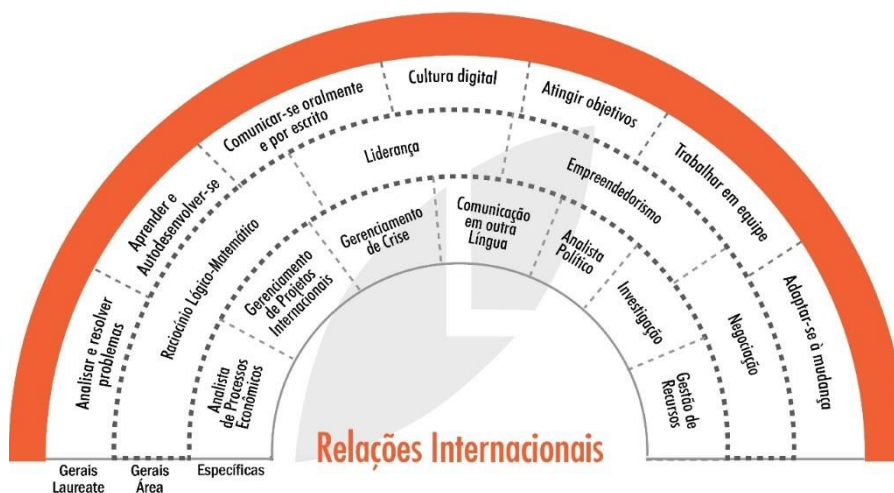 Analisar e resolver
problemas
Aprender e
Autodesenvolver-se
Comunicar-se oralmente
e por escrito
Cultura digital
Atingir objetivos
Trabalhar em equipe
Adaptar-se à mudança
Raciocínio Lógico-Matemático
Liderança
Empreendedorismo
Negociação
Analista
de Processos
Econômicos
Gerenciamento
de Projetos
Internacionais
Gerenciamento
de Crise
Comunicação
em outra
Língua
Analista
Político
Investigação
Gestão de
Recursos
Relações Internacionais
Gerais
Laureate
Gerais
Área
Específicas